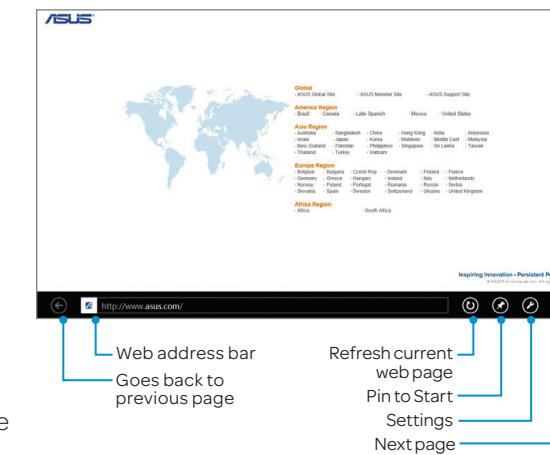 ASUS
Global
- ASUS Global Site - ASUS Member Site - ASUS Support Site
America Region
- Brazil - Canada - Latin Spanish - Mexico - United States
Asia Region
- Australia - Bangladesh - China - Hong Kong - India - Indonesia
- Israel - Japan - Korea - Maldives - Middle East - Malaysia
- New Zealand - Pakistan - Philippines - Singapore - Sri Lanka - Taiwan
- Thailand - Turkey - Vietnam
Europe Region
- Belgium - Bulgaria - Czech Rep - Denmark - Finland - France
- Germany - Greece - Hungary - Ireland - Italy - Netherlands
- Norway - Poland - Portugal - Romania - Russia - Serbia
- Slovakia - Spain - Sweden - Switzerland - Ukraine - United Kingdom
Africa Region
- Africa - South Africa
Inspiring Innovation • Persistent
http://www.asus.com/
Web address bar
Goes back to
previous page
Refresh current
web page
Pin to Start
Settings
Next page